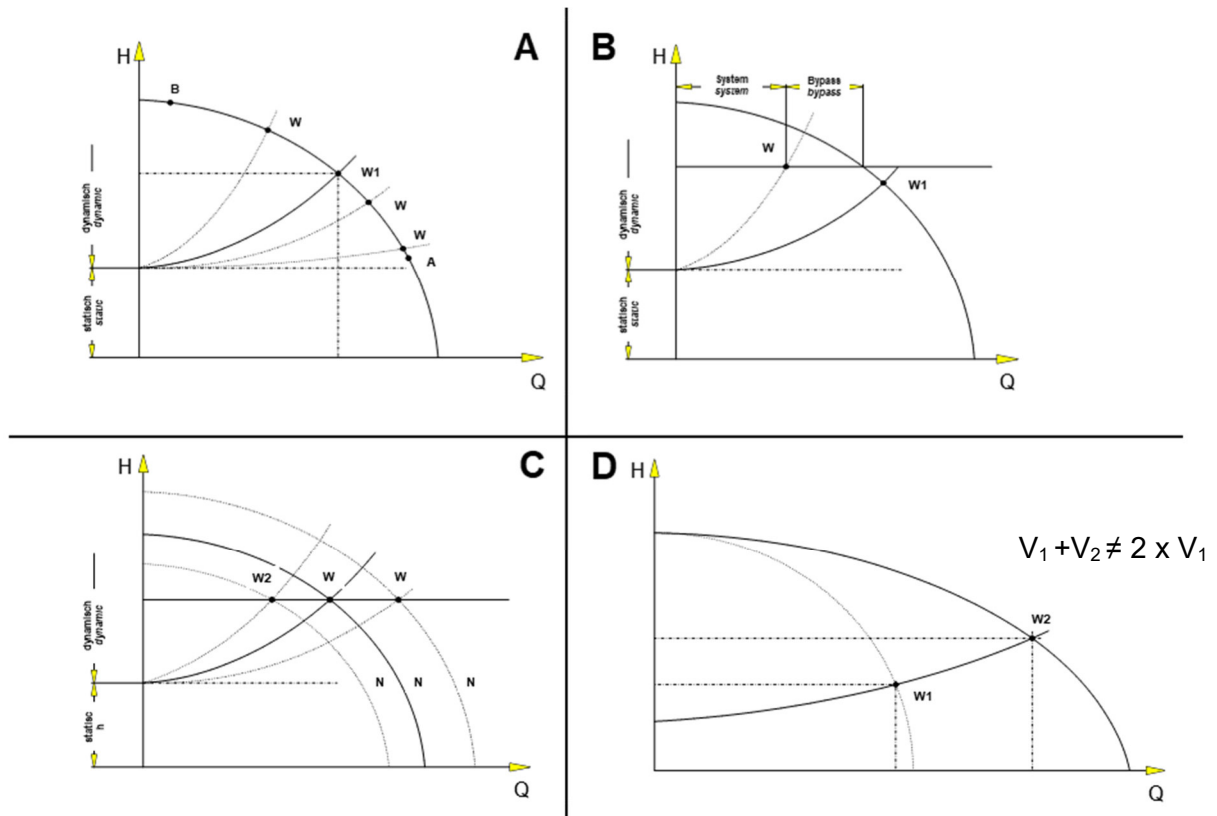 A
H
B
W
W1
W
W
A
dynamisch
dynamic
statisch
static
Q
B
H
System
system
Bypass
bypass
W
W1
dynamisch
dynamic
statisch
static
Q
C
H
W2
W
W
dynamisch
dynamic
N
N
N
statisc
h
Q
D
H
V₁ +V₂ ≠ 2 x V₁
W2
W1
Q